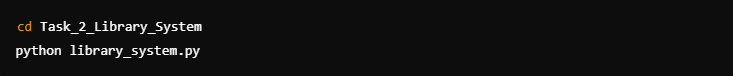 cd Task_2_Library_System
python library_system.py